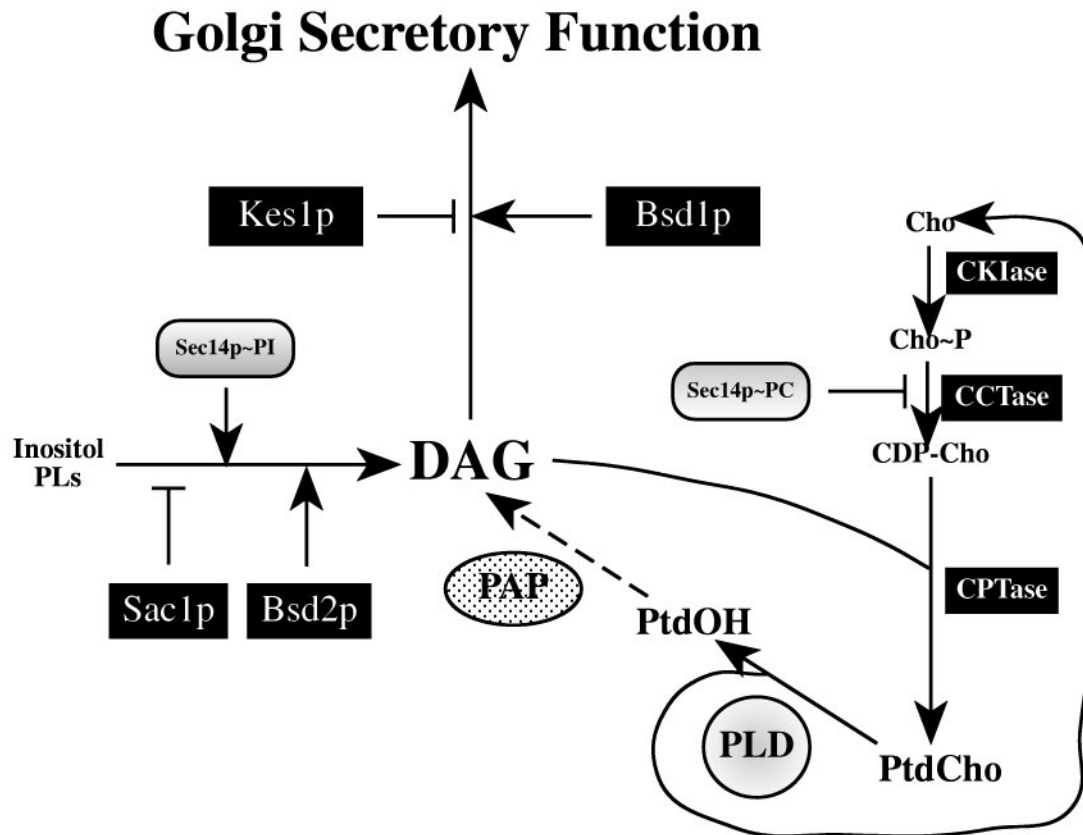 Golgi Secretory Function
Kes1p
Bsd1p
Cho
CKIase
Sec14p~PI
Cho~P
Sec14p~PC
CCTase
Inositol
PLs
DAG
CDP-Cho
PAP
CPTase
Sac1p
Bsd2p
PtdOH
PLD
PtdCho